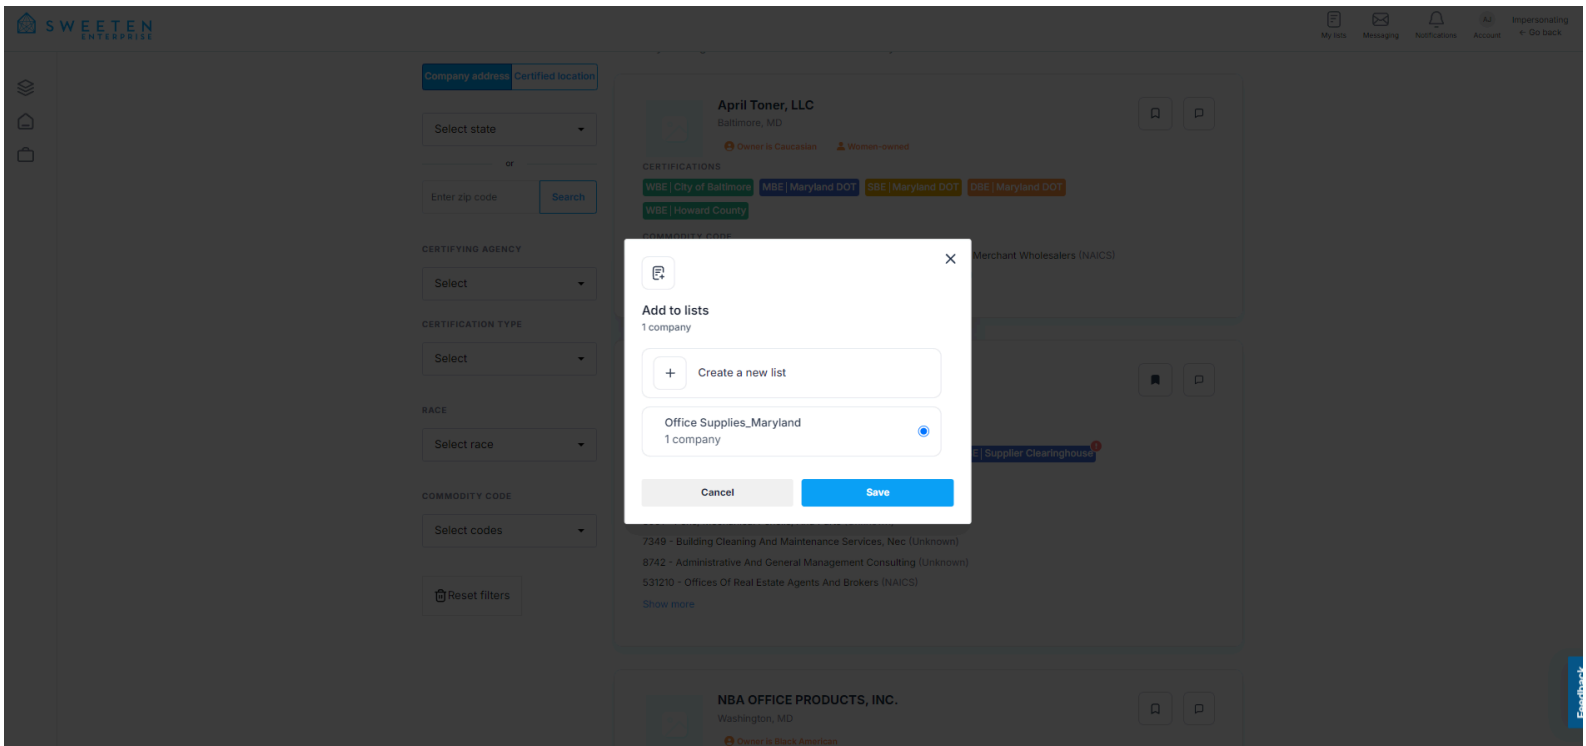 SWEETEN
ENTERPRISE
My lists
Messaging
Notifications
AJ
Account
Impersonating
← Go back
Company address
Certified location
Select state
or
Enter zip code
Search
CERTIFYING AGENCY
Select
CERTIFICATION TYPE
Select
RACE
Select race
COMMODITY CODE
Select codes
Reset filters
April Toner, LLC
Baltimore, MD
Owner is Caucasian
Women-owned
CERTIFICATIONS
WBE | City of Baltimore
MBE | Maryland DOT
SBE | Maryland DOT
DBE | Maryland DOT
WBE | Howard County
COMMODITY CODE
Merchant Wholesalers (NAICS)
Add to lists
1 company
Create a new list
Office Supplies_Maryland
1 company
Cancel
Save
| Supplier Clearinghouse
7349 - Building Cleaning And Maintenance Services, Nec (Unknown)
8742 - Administrative And General Management Consulting (Unknown)
531210 - Offices Of Real Estate Agents And Brokers (NAICS)
Show more
NBA OFFICE PRODUCTS, INC.
Washington, MD
Owner is Black American
Feedback